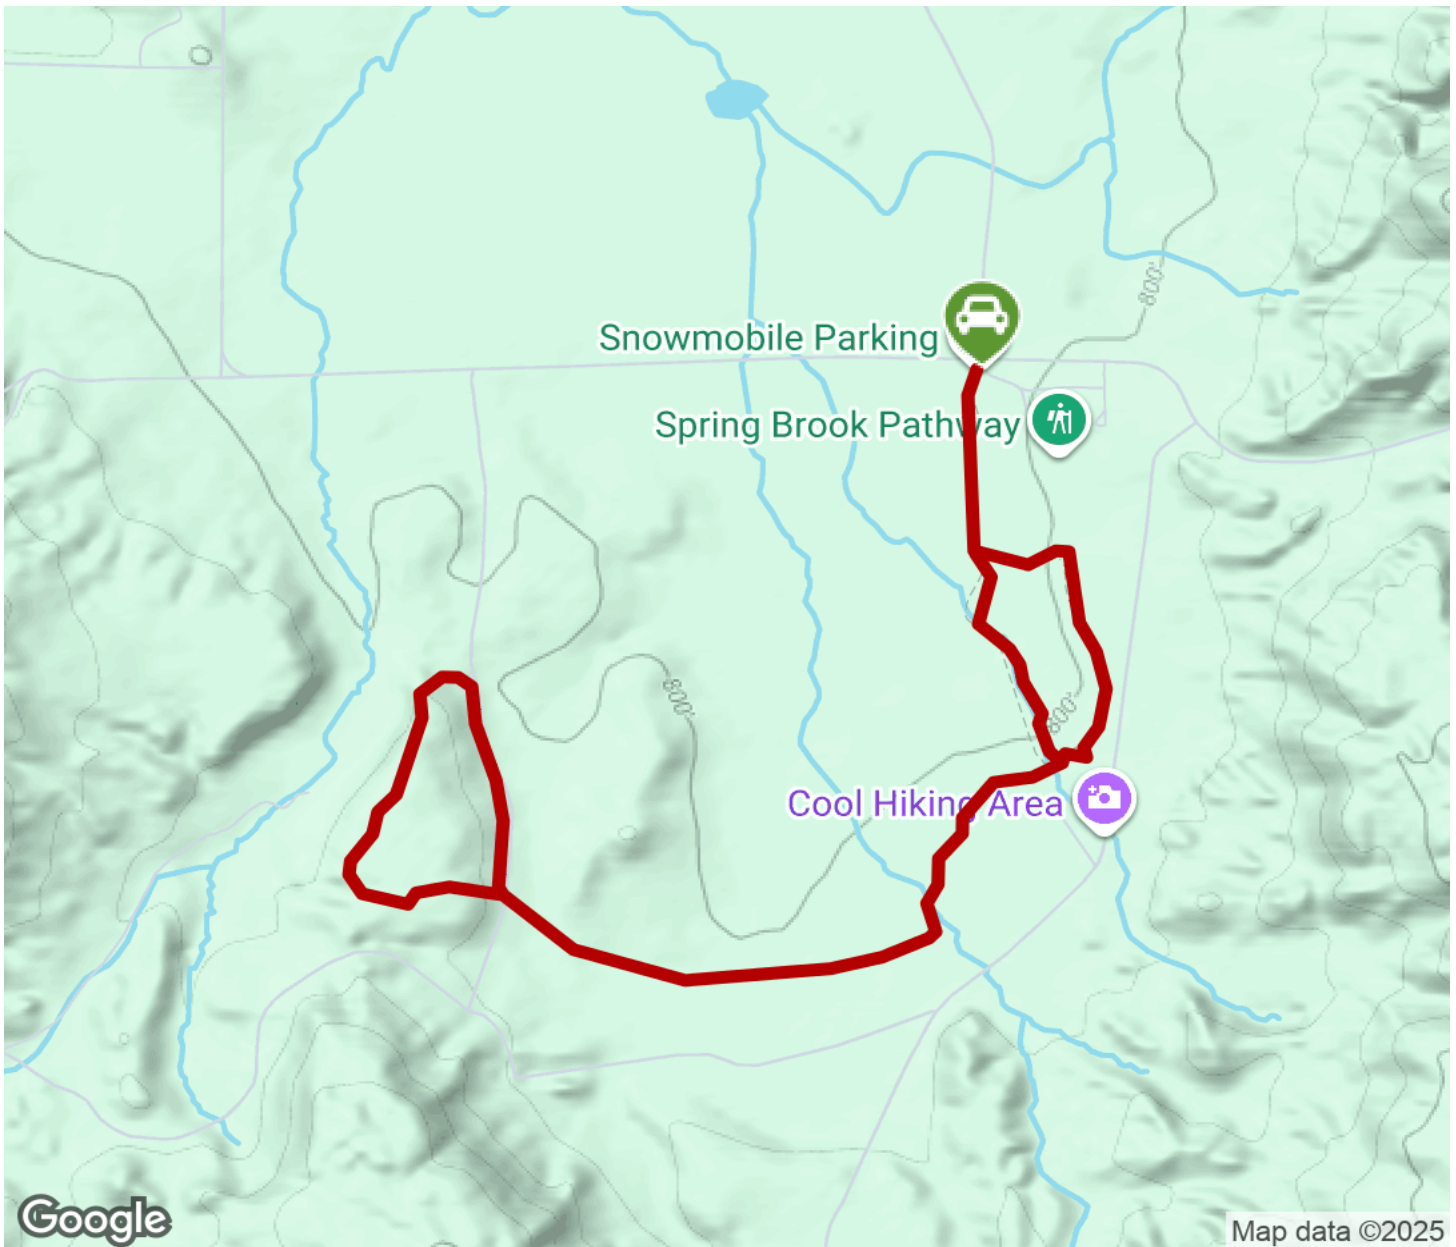 800'
Snowmobile Parking
Spring Brook Pathway
800'
800'
Cool Hiking Area
Google
Map data ©2025